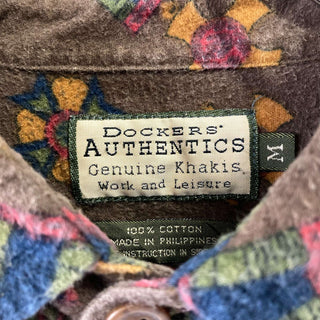 DOCKERS'
AUTHENTICS
Genuine Khakis
Work and Leisure
M
100% COTTON
MADE IN PHILIPPINES